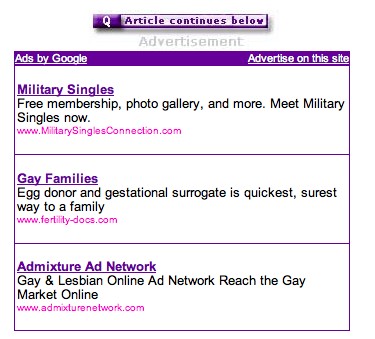 Q Article continues below
Advertisement
Ads by Google Advertise on this site
Military Singles
Free membership, photo gallery, and more. Meet Military
Singles now.
www.MilitarySinglesConnection.com
Gay Families
Egg donor and gestational surrogate is quickest, surest
way to a family
www.fertility-docs.com
Admixture Ad Network
Gay & Lesbian Online Ad Network Reach the Gay
Market Online
www.admixturenetwork.com